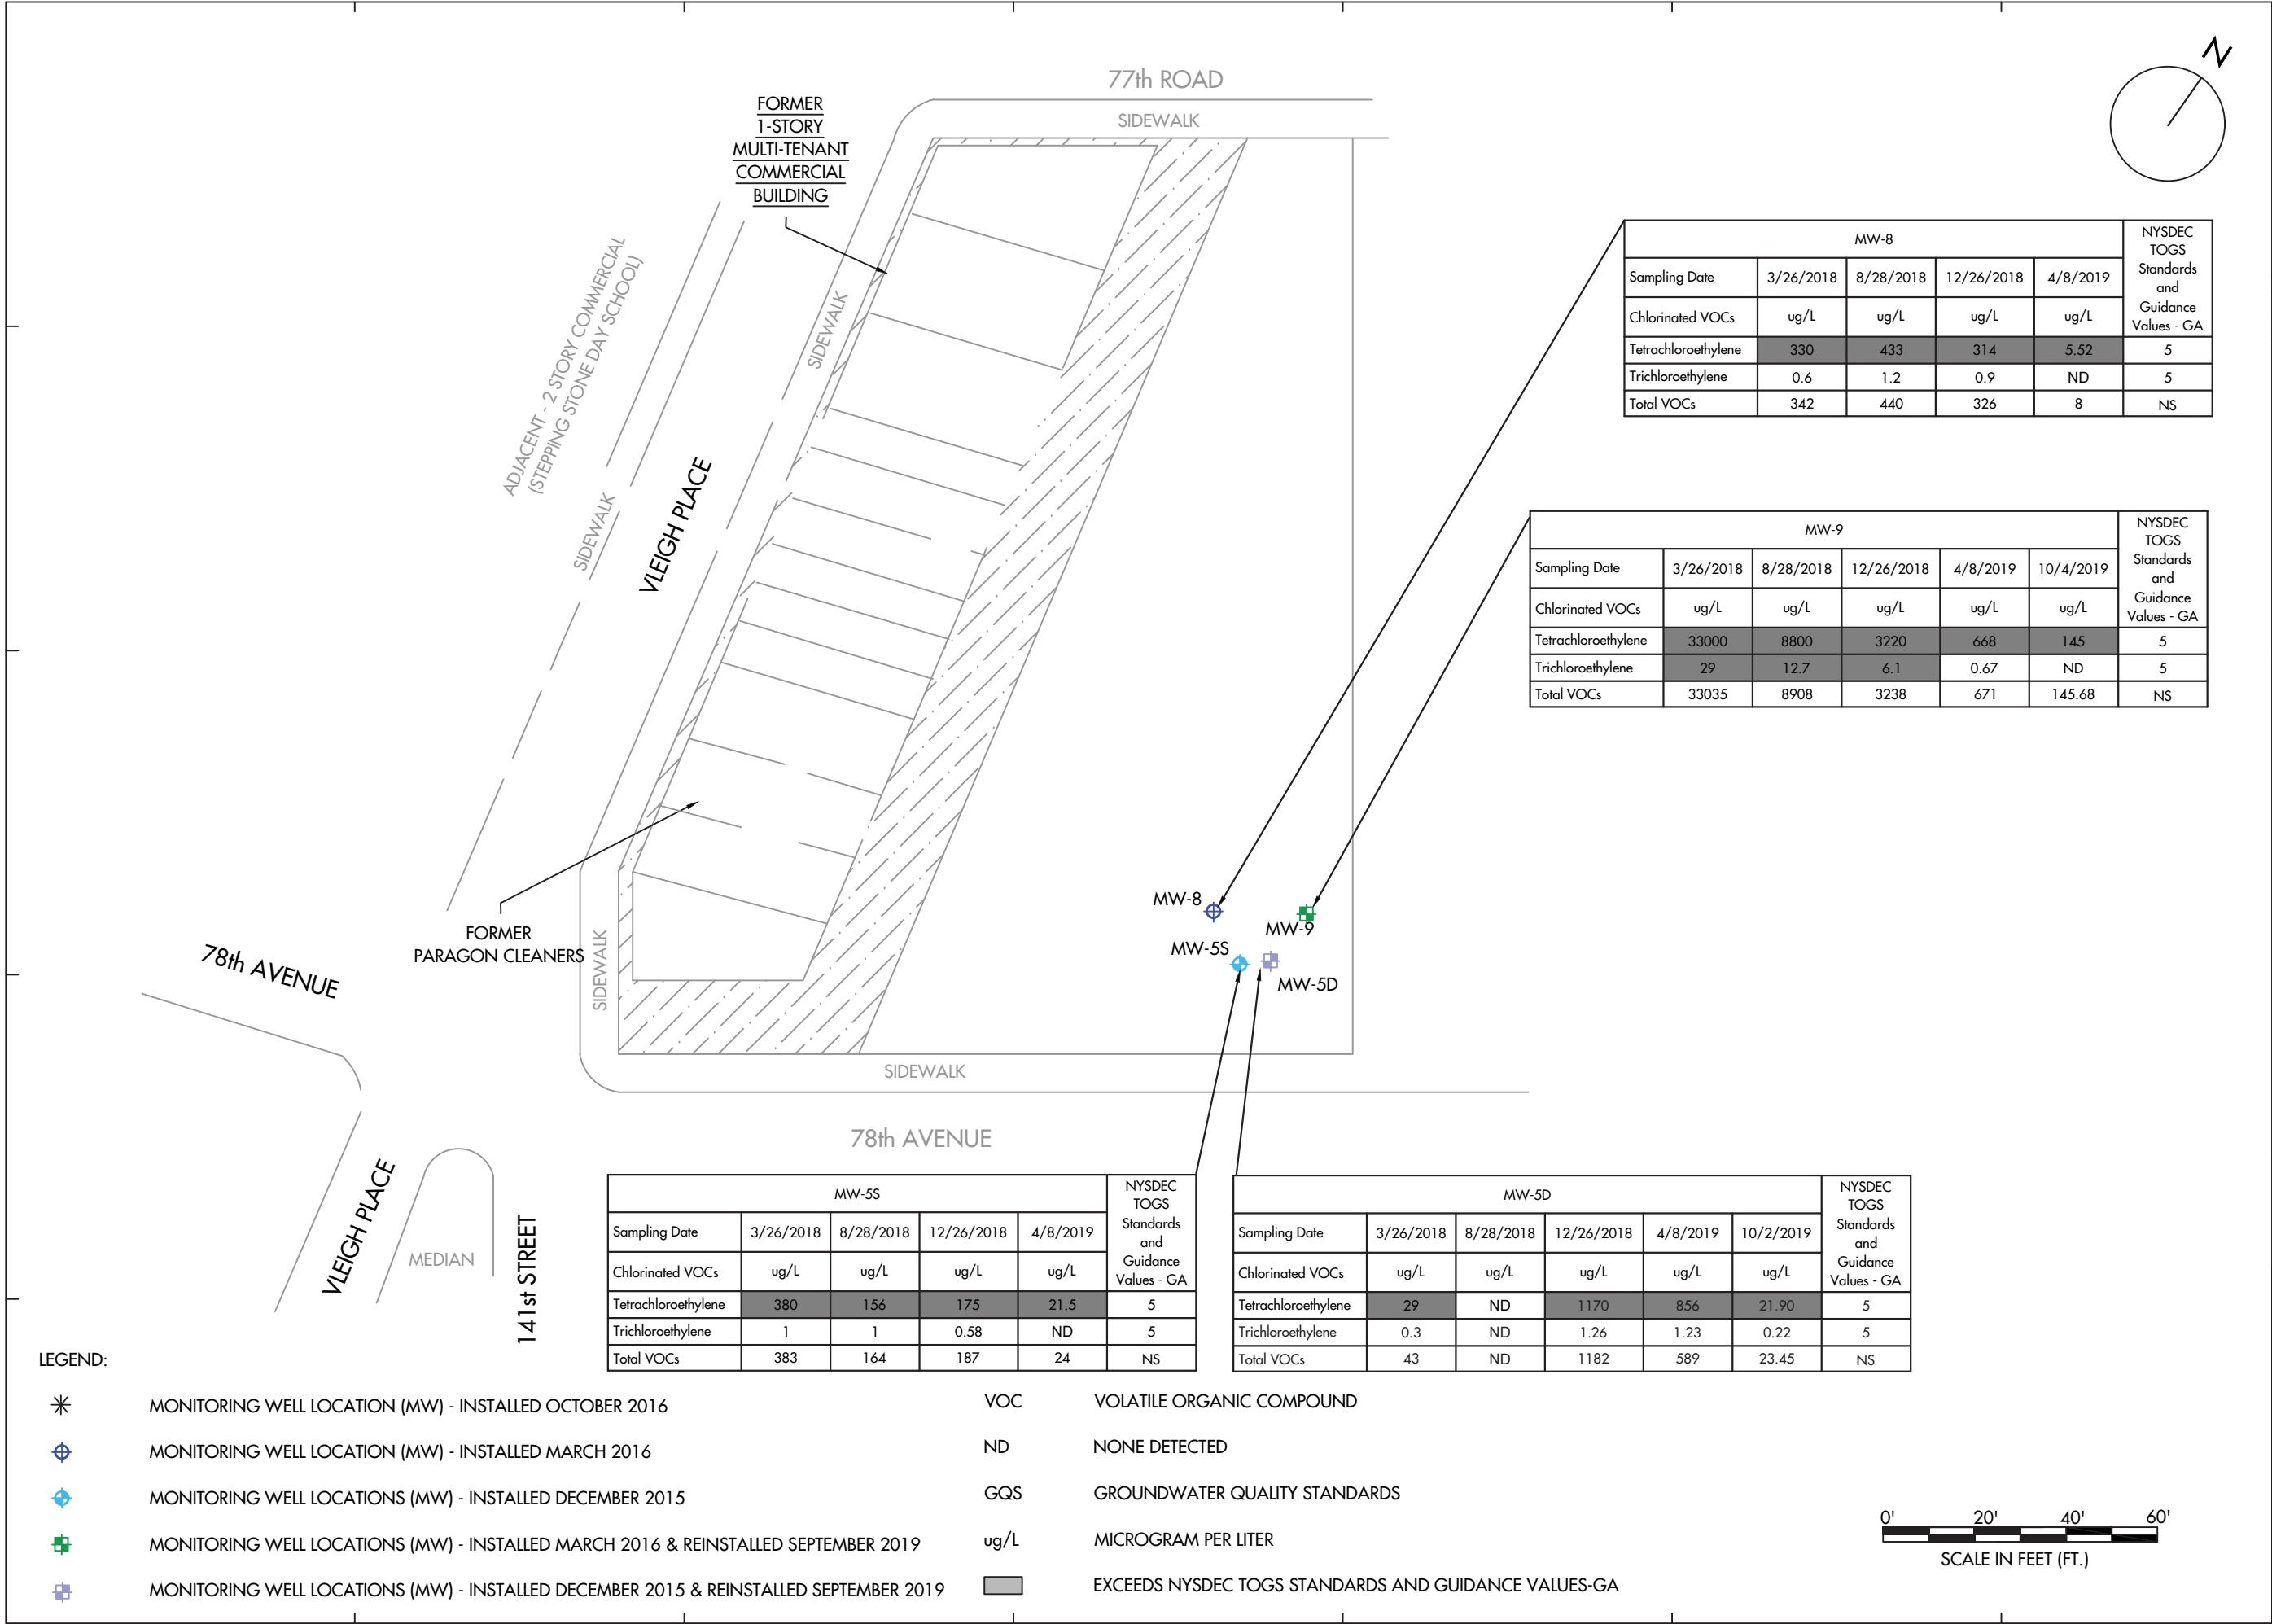 N
77th ROAD
SIDEWALK
FORMER
1-STORY
MULTI-TENANT
COMMERCIAL
BUILDING
ADJACENT - 2 STORY COMMERCIAL
(STEPPING STONE DAY SCHOOL)
SIDEWALK
SIDEWALK
VLEIGH PLACE
MW-8
NYSDEC
TOGS
Standards
and
Guidance
Values - GA
Sampling Date 3/26/2018 8/28/2018 12/26/2018 4/8/2019
Chlorinated VOCs ug/L ug/L ug/L ug/L
Tetrachloroethylene 330 433 314 5.52 5
Trichloroethylene 0.6 1.2 0.9 ND 5
Total VOCs 342 440 326 8 NS
MW-9
NYSDEC
TOGS
Standards
and
Guidance
Values - GA
Sampling Date 3/26/2018 8/28/2018 12/26/2018 4/8/2019 10/4/2019
Chlorinated VOCs ug/L ug/L ug/L ug/L ug/L
Tetrachloroethylene 33000 8800 3220 668 145 5
Trichloroethylene 29 12.7 6.1 0.67 ND 5
Total VOCs 33035 8908 3238 671 145.68 NS
MW-8
MW-9
MW-5S
MW-5D
FORMER
PARAGON CLEANERS
78th AVENUE
SIDEWALK
SIDEWALK
78th AVENUE
VLEIGH PLACE
MEDIAN
141st STREET
MW-5S
NYSDEC
TOGS
Standards
and
Guidance
Values - GA
Sampling Date 3/26/2018 8/28/2018 12/26/2018 4/8/2019
Chlorinated VOCs ug/L ug/L ug/L ug/L
Tetrachloroethylene 380 156 175 21.5 5
Trichloroethylene 1 1 0.58 ND 5
Total VOCs 383 164 187 24 NS
MW-5D
NYSDEC
TOGS
Standards
and
Guidance
Values - GA
Sampling Date 3/26/2018 8/28/2018 12/26/2018 4/8/2019 10/2/2019
Chlorinated VOCs ug/L ug/L ug/L ug/L ug/L
Tetrachloroethylene 29 ND 1170 856 21.90 5
Trichloroethylene 0.3 ND 1.26 1.23 0.22 5
Total VOCs 43 ND 1182 589 23.45 NS
LEGEND:
MONITORING WELL LOCATION (MW) - INSTALLED OCTOBER 2016
MONITORING WELL LOCATION (MW) - INSTALLED MARCH 2016
MONITORING WELL LOCATIONS (MW) - INSTALLED DECEMBER 2015
MONITORING WELL LOCATIONS (MW) - INSTALLED MARCH 2016 & REINSTALLED SEPTEMBER 2019
MONITORING WELL LOCATIONS (MW) - INSTALLED DECEMBER 2015 & REINSTALLED SEPTEMBER 2019
VOC VOLATILE ORGANIC COMPOUND
ND NONE DETECTED
GQS GROUNDWATER QUALITY STANDARDS
ug/L MICROGRAM PER LITER
EXCEEDS NYSDEC TOGS STANDARDS AND GUIDANCE VALUES-GA
0' 20' 40' 60'
SCALE IN FEET (FT.)